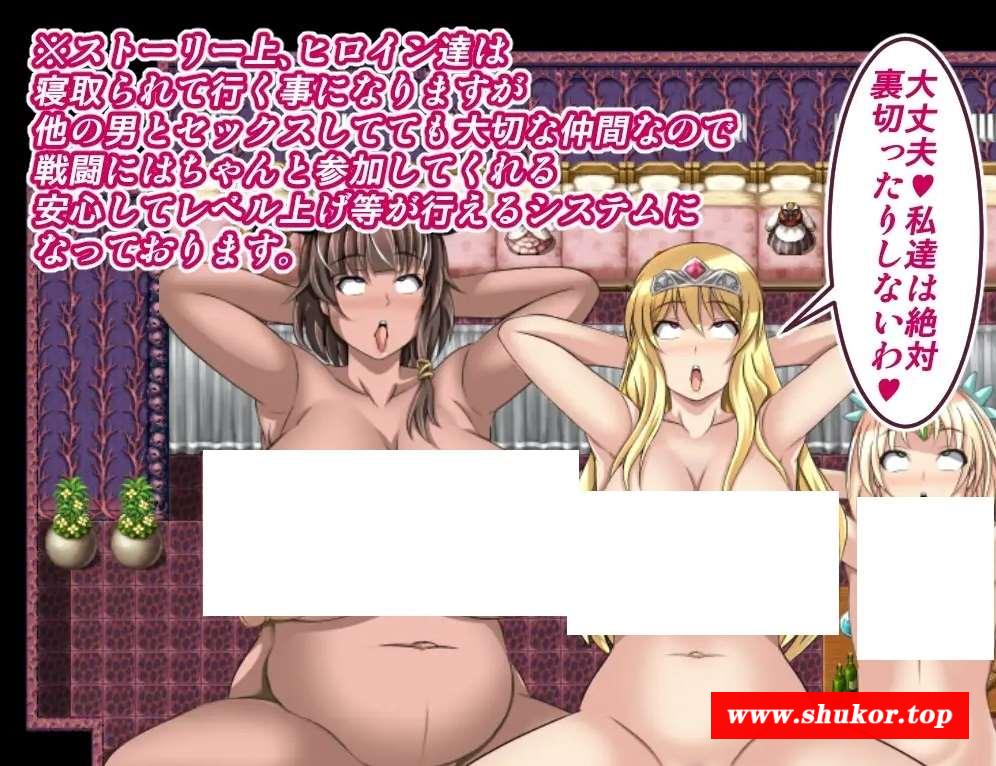 ※ストーリー上、ヒロイン達は
寝取られて行く事になりますが
他の男とセックスしてても大切な仲間なので
戦闘にはちゃんと参加してくれる
安心してレベル上げ等が行えるシステムに
なっております。
大丈夫♥私達は絶対
裏切ったりしないわ♥
www.shukor.top